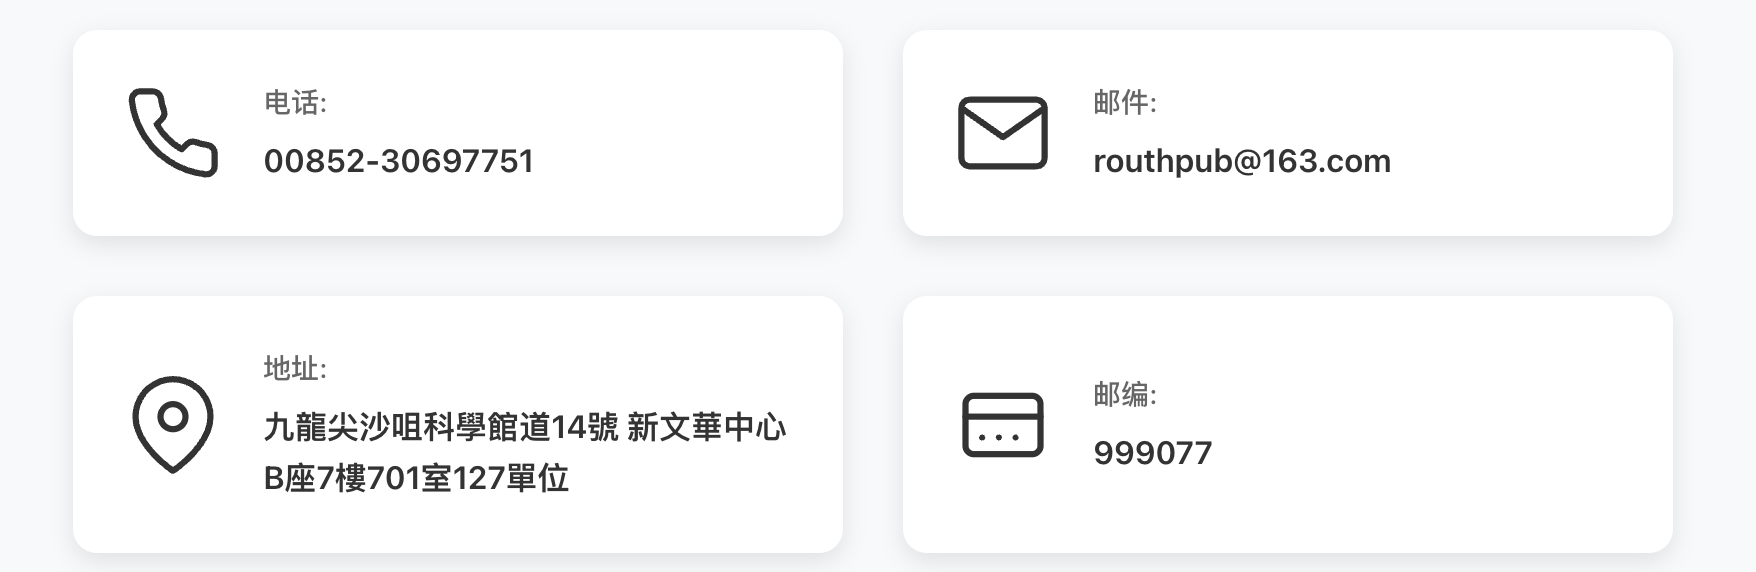 电话:
00852-30697751
邮件:
routhpub@163.com
地址:
九龍尖沙咀科學館道14號 新文華中心
B座7樓701室127單位
邮编:
999077